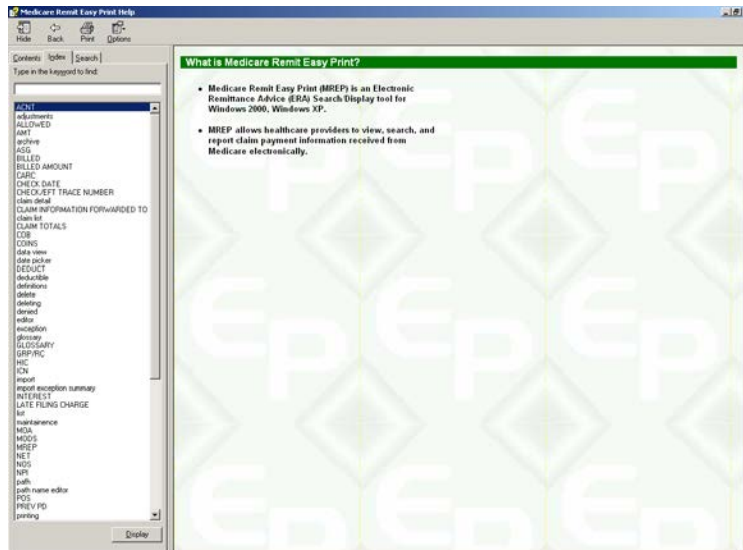 Medicare Remit Easy Print Help
Hide Back Print Options
Contents Index Search
Type in the keyword to find:
ACNT
adjustments
ALLOWED
AMT
archive
ASG
BILLED
BILLED AMOUNT
CARC
CHECK DATE
CHECK/EFT TRACE NUMBER
claim detail
CLAIM INFORMATION FORWARDED TO
claim list
CLAIM TOTALS
COB
COINS
data view
date picker
DEDUCT
deductible
definitions
delete
deleting
denied
editor
exception
glossary
GLOSSARY
GRP/RC
HIC
ICN
import
import exception summary
INTEREST
LATE FILING CHARGE
list
maintainence
MOA
MODS
MREP
NET
NOS
NPI
path
path name editor
POS
PREV PD
printing
Display
What is Medicare Remit Easy Print?
• Medicare Remit Easy Print (MREP) is an Electronic
Remittance Advice (ERA) Search/Display tool for
Windows 2000, Windows XP.
• MREP allows healthcare providers to view, search, and
report claim payment information received from
Medicare electronically.
EP
EP
EP
EP